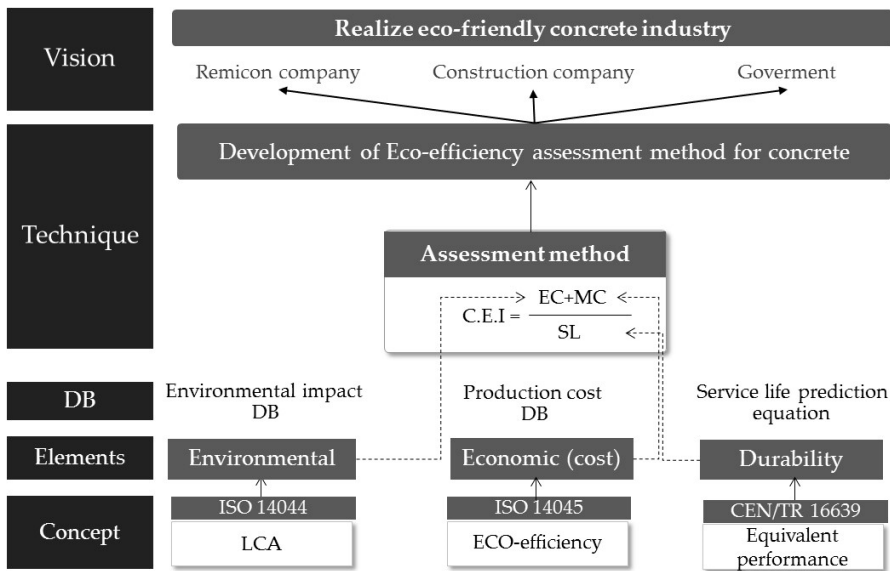 Vision
Realize eco-friendly concrete industry
Remicon company
Construction company
Goverment
Technique
Development of Eco-efficiency assessment method for concrete
Assessment method
C.E.I = EC+MC
SL
DB
Environmental impact
DB
Production cost
DB
Service life prediction
equation
Elements
Environmental
Economic (cost)
Durability
Concept
ISO 14044
LCA
ISO 14045
ECO-efficiency
CEN/TR 16639
Equivalent
performance